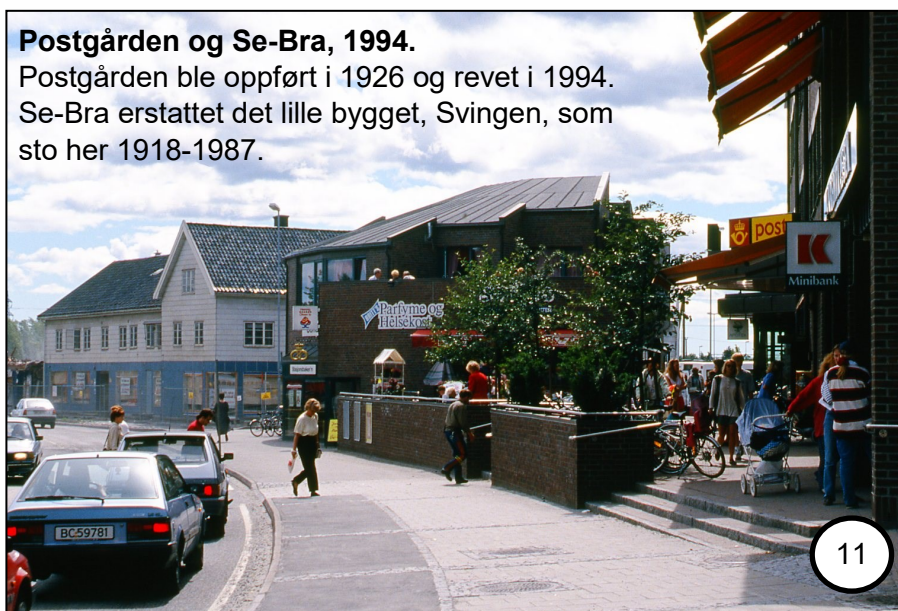 Postgården og Se-Bra, 1994.
Postgården ble oppført i 1926 og revet i 1994.
Se-Bra erstattet det lille bygget, Svingen, som
sto her 1918-1987.
post
K
Minibank
Parfyme og
Helsekost
BC 59781
11